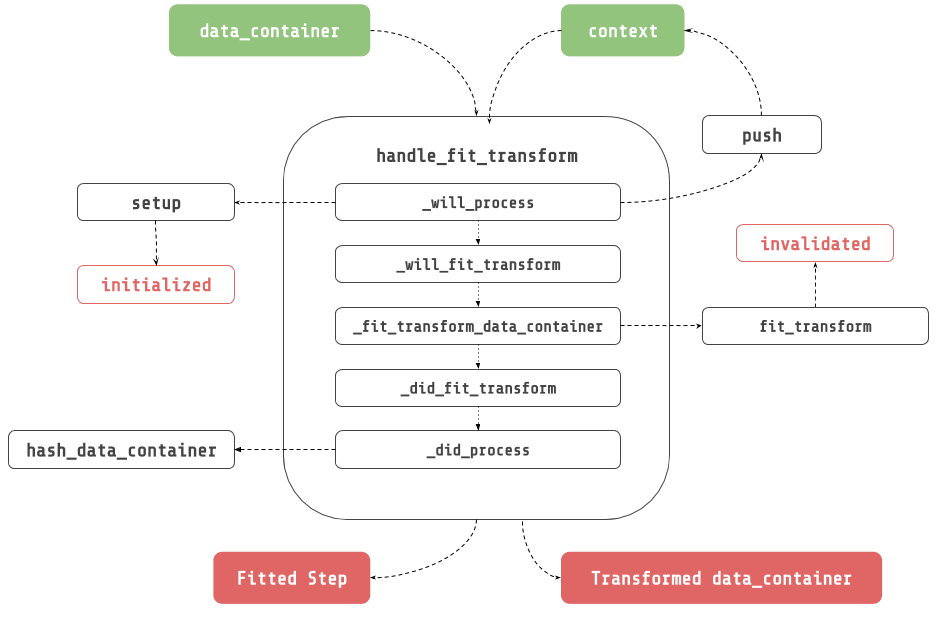 data_container
context
push
handle_fit_transform
setup
_will_process
invalidated
initialized
_will_fit_transform
_fit_transform_data_container
fit_transform
_did_fit_transform
hash_data_container
_did_process
Fitted Step
Transformed data_container